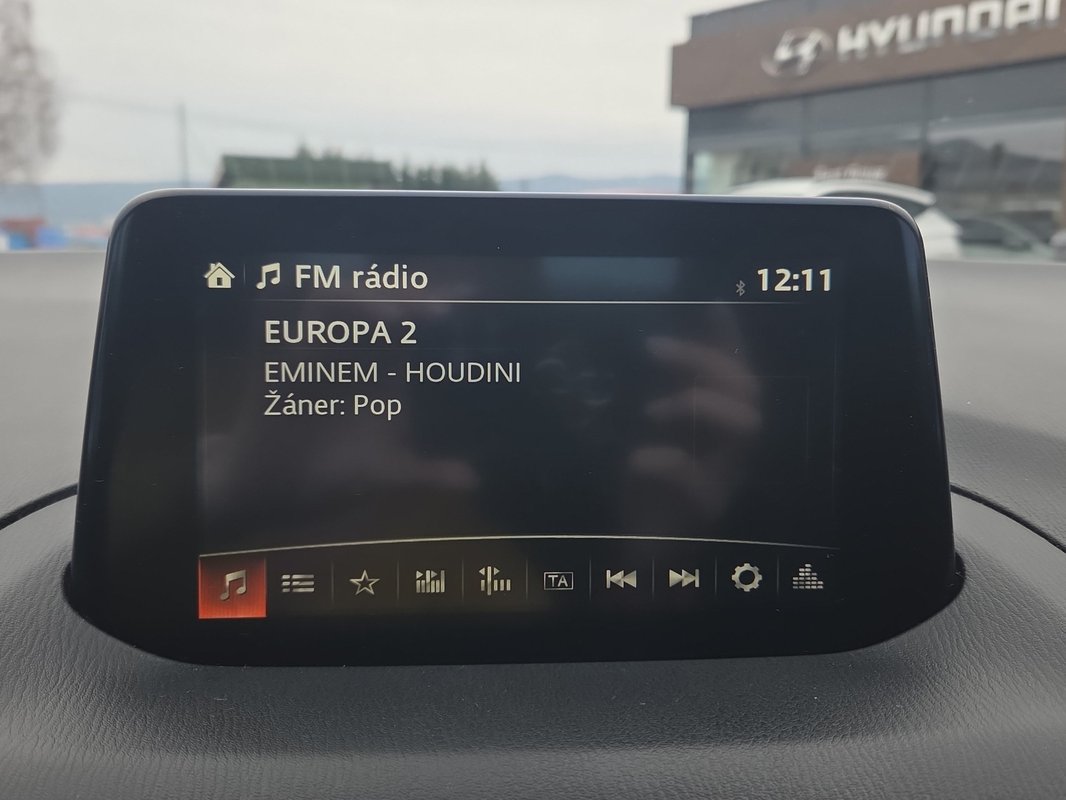 HYUNDAI
FM rádio
12:11
EUROPA 2
EMINEM - HOUDINI
Žáner: Pop
TA